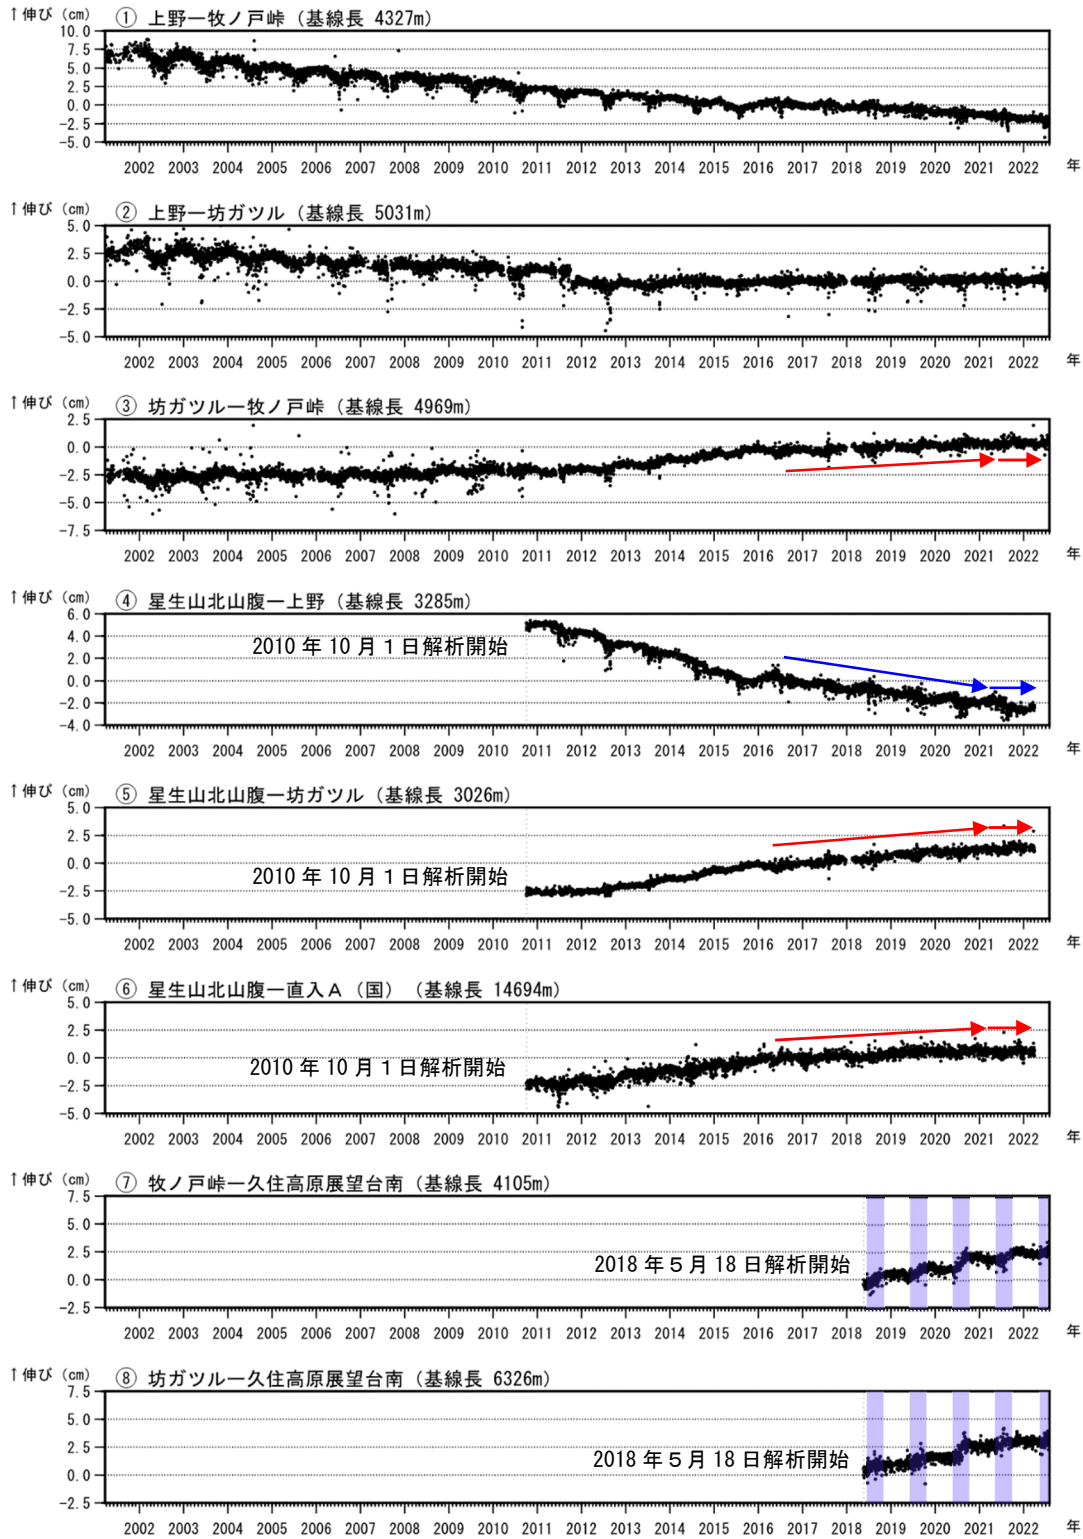 ↑伸び (cm) ① 上野ー牧ノ戸峠 (基線長 4327m)
10.0
7.5
5.0
2.5
0.0
-2.5
-5.0
2002 2003 2004 2005 2006 2007 2008 2009 2010 2011 2012 2013 2014 2015 2016 2017 2018 2019 2020 2021 2022 年
↑伸び (cm) ② 上野ー坊ガツル (基線長 5031m)
5.0
2.5
0.0
-2.5
-5.0
2002 2003 2004 2005 2006 2007 2008 2009 2010 2011 2012 2013 2014 2015 2016 2017 2018 2019 2020 2021 2022 年
↑伸び (cm) ③ 坊ガツルー牧ノ戸峠 (基線長 4969m)
2.5
0.0
-2.5
-5.0
-7.5
2002 2003 2004 2005 2006 2007 2008 2009 2010 2011 2012 2013 2014 2015 2016 2017 2018 2019 2020 2021 2022 年
↑伸び (cm) ④ 星生山北山腹ー上野 (基線長 3285m)
6.0
4.0
2010 年 10 月 1 日解析開始
2.0
0.0
-2.0
-4.0
2002 2003 2004 2005 2006 2007 2008 2009 2010 2011 2012 2013 2014 2015 2016 2017 2018 2019 2020 2021 2022 年
↑伸び (cm) ⑤ 星生山北山腹ー坊ガツル (基線長 3026m)
5.0
2.5
0.0
2010 年 10 月 1 日解析開始
-2.5
-5.0
2002 2003 2004 2005 2006 2007 2008 2009 2010 2011 2012 2013 2014 2015 2016 2017 2018 2019 2020 2021 2022 年
↑伸び (cm) ⑥ 星生山北山腹ー直入A (国) (基線長 14694m)
5.0
2.5
0.0
2010 年 10 月 1 日解析開始
-2.5
-5.0
2002 2003 2004 2005 2006 2007 2008 2009 2010 2011 2012 2013 2014 2015 2016 2017 2018 2019 2020 2021 2022 年
↑伸び (cm) ⑦ 牧ノ戸峠ー久住高原展望台南 (基線長 4105m)
7.5
5.0
2.5
2018 年 5 月 18 日解析開始
0.0
-2.5
2002 2003 2004 2005 2006 2007 2008 2009 2010 2011 2012 2013 2014 2015 2016 2017 2018 2019 2020 2021 2022 年
↑伸び (cm) ⑧ 坊ガツルー久住高原展望台南 (基線長 6326m)
7.5
5.0
2.5
2018 年 5 月 18 日解析開始
0.0
-2.5
2002 2003 2004 2005 2006 2007 2008 2009 2010 2011 2012 2013 2014 2015 2016 2017 2018 2019 2020 2021 2022 年